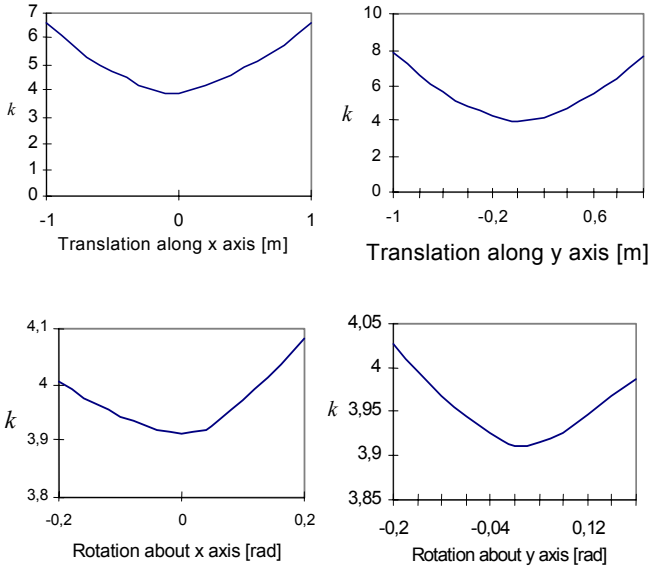 7
6
5
4
3
2
1
0
k
-1 0 1
Translation along x axis [m]
10
8
6
4
2
0
k
-1 -0,2 0,6
Translation along y axis [m]
4,1
4
3,9
3,8
k
-0,2 0 0,2
Rotation about x axis [rad]
4,05
4
3,95
3,9
3,85
k
-0,2 -0,04 0,12
Rotation about y axis [rad]